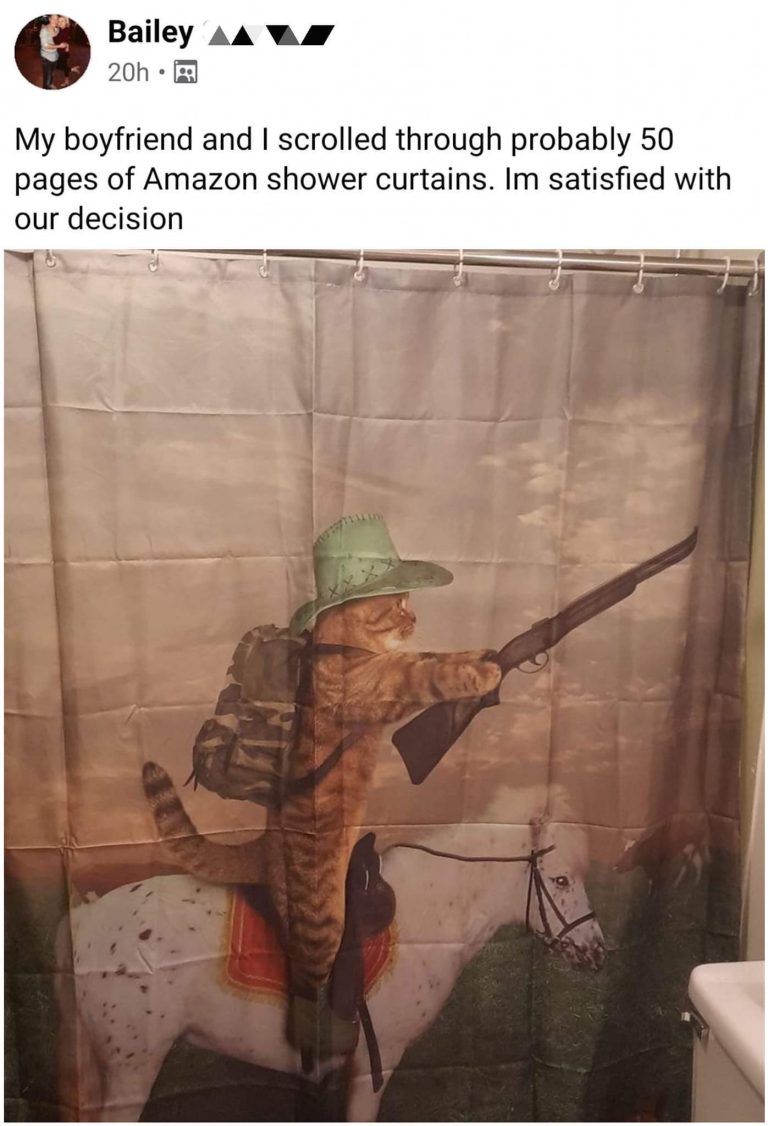 Bailey
20h •
My boyfriend and I scrolled through probably 50
pages of Amazon shower curtains. Im satisfied with
our decision